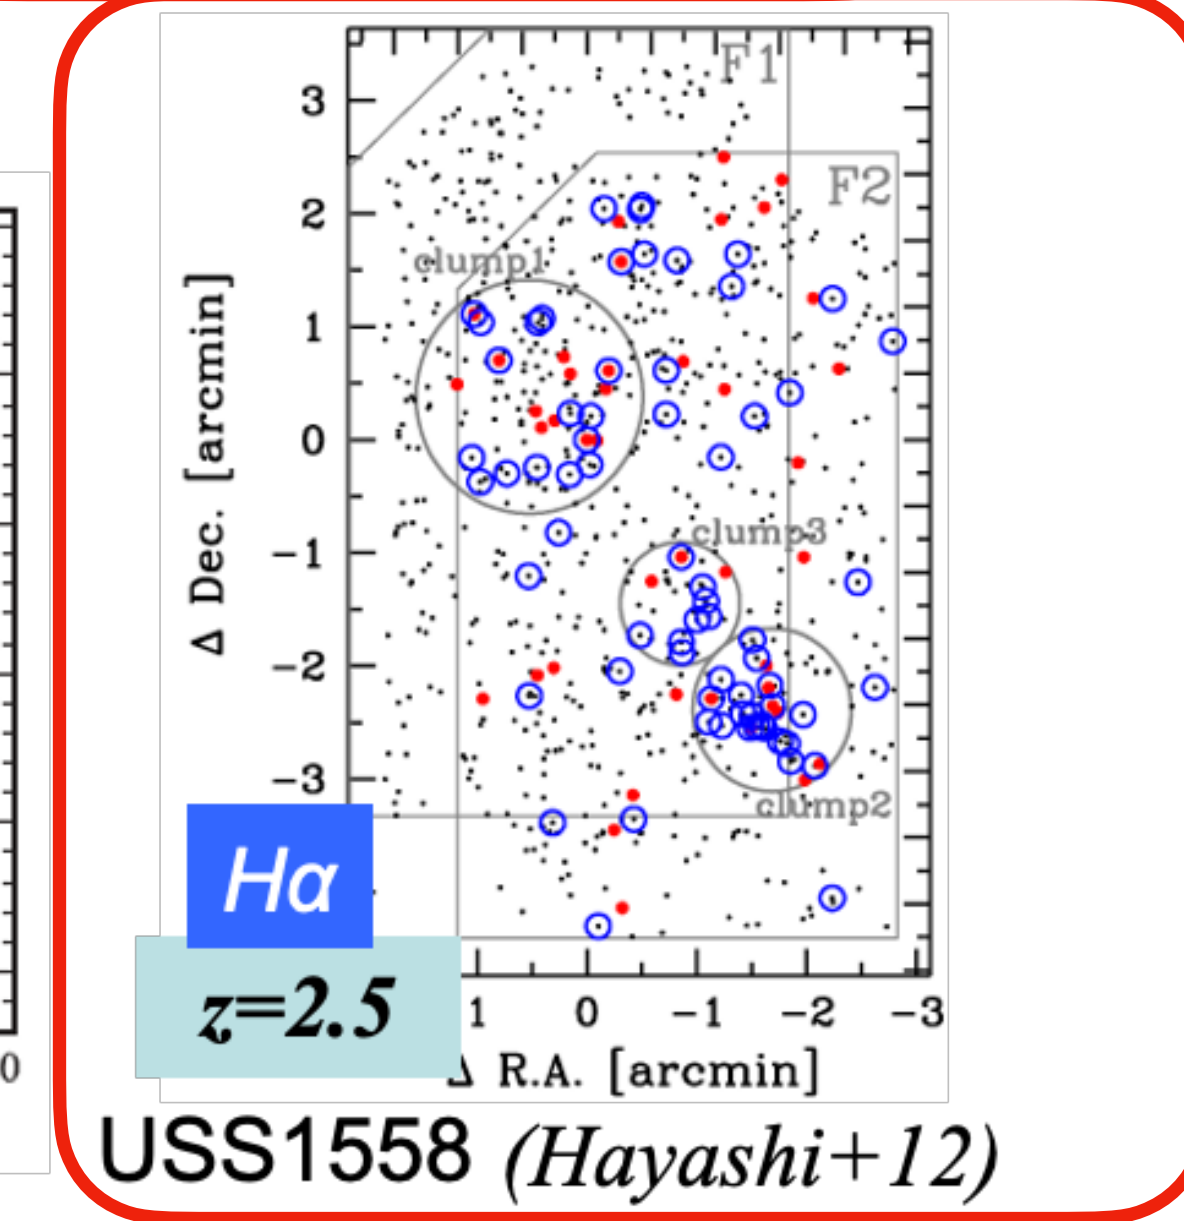 F1
3
F2
2
clump1
1
0
Δ Dec. [arcmin]
−1
clump3
−2
−3
clump2
Hα
z=2.5
1 0 −1 −2 −3
0
Δ R.A. [arcmin]
USS1558 (Hayashi+12)